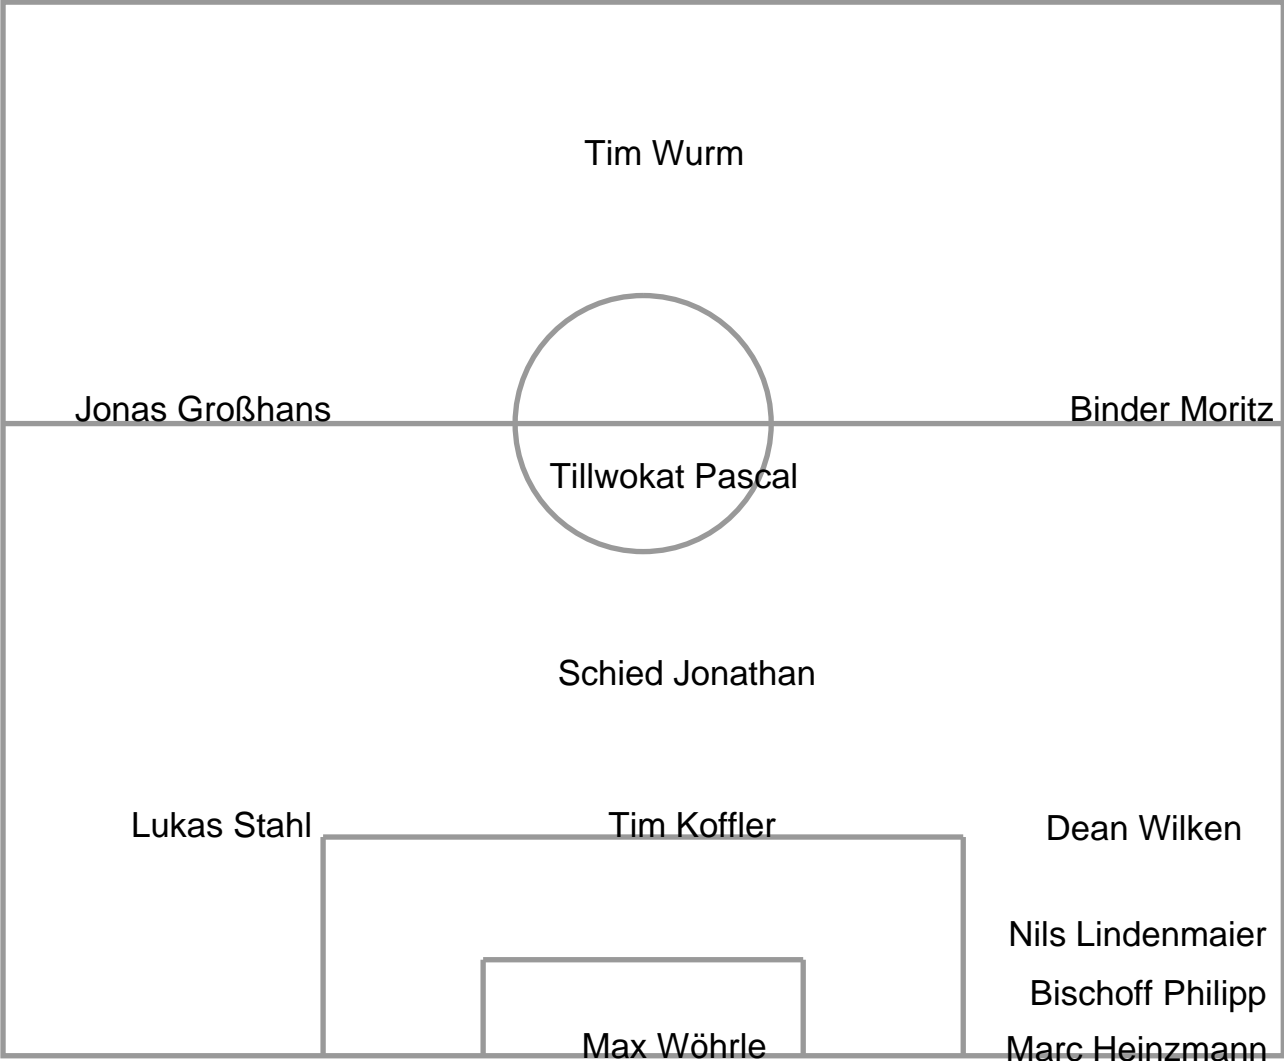 Tim Wurm
Jonas Großhans
Binder Moritz
Tillwokat Pascal
Schied Jonathan
Lukas Stahl
Tim Koffler
Dean Wilken
Nils Lindenmaier
Bischoff Philipp
Max Wöhrle
Marc Heinzmann